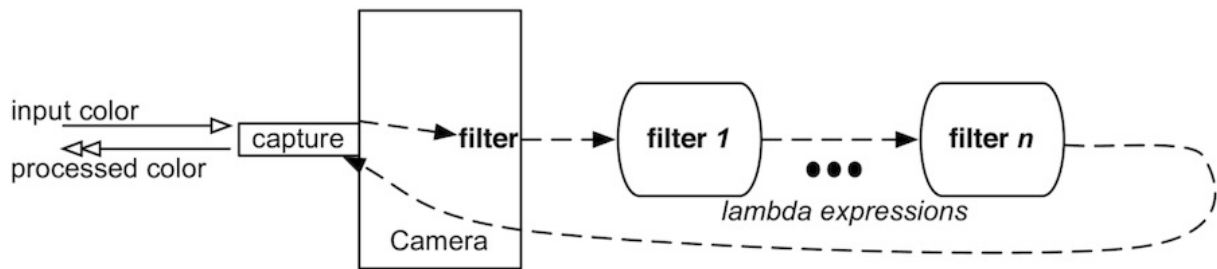 input color
processed color
capture
filter
Camera
filter 1
filter n
lambda expressions